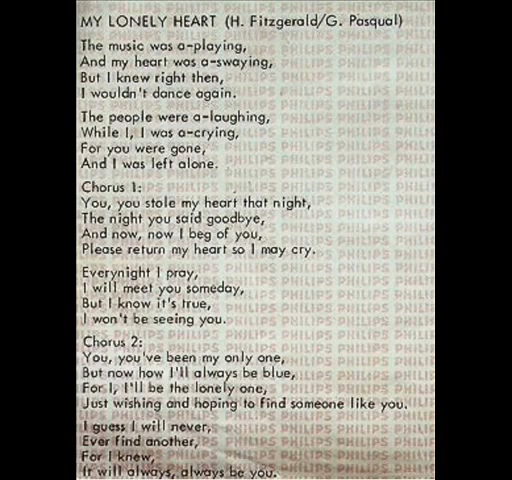 MY LONELY HEART (H. Fitzgerald/G. Pasqual)
The music was a-playing,
And my heart was a-swaying,
But I knew right then,
I wouldn't dance again.
The people were a-laughing,
While I, I was a-crying,
For you were gone,
And I was left alone.
Chorus 1:
You, you stole my heart that night,
The night you said goodbye,
And now, now I beg of you,
Please return my heart so I may cry.
Everynight I pray,
I will meet you someday,
But I know it's true,
I won't be seeing you.
Chorus 2:
You, you've been my only one,
But now how I'll always be blue,
For I, I'll be the lonely one,
Just wishing and hoping to find someone like you.
I guess I will never,
Ever find another,
For I knew,
It will always, always be you.